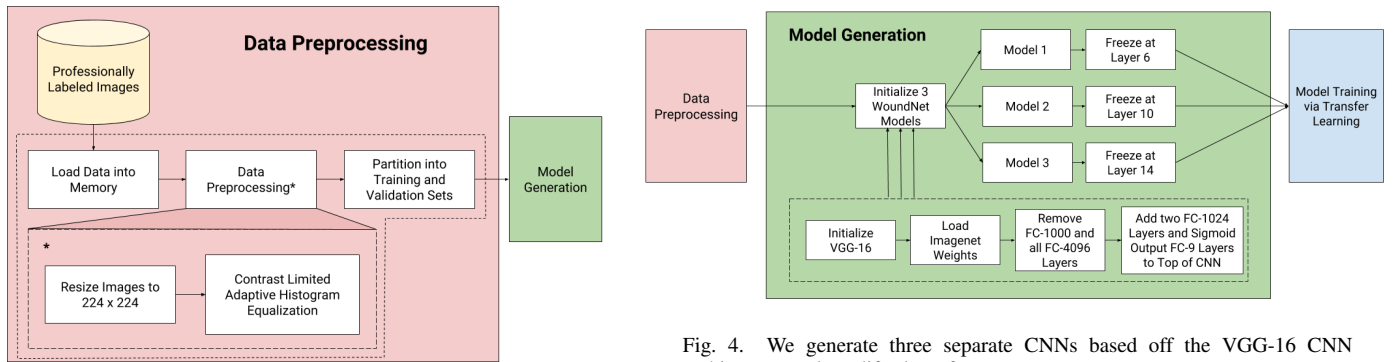 Data Preprocessing
Professionally
Labeled Images
Load Data into
Memory
Data
Preprocessing*
Partition into
Training and
Validation Sets
Model
Generation
*
Resize Images to
224 x 224
Contrast Limited
Adaptive Histogram
Equalization
Model Generation
Data
Preprocessing
Initialize 3
WoundNet
Models
Model 1
Freeze at
Layer 6
Model 2
Freeze at
Layer 10
Model 3
Freeze at
Layer 14
Model Training
via Transfer
Learning
Initialize
VGG-16
Load
Imagenet
Weights
Remove
FC-1000 and
all FC-4096
Layers
Add two FC-1024
Layers and Sigmoid
Output FC-9 Layers
to Top of CNN
Fig. 4. We generate three separate CNNs based off the VGG-16 CNN